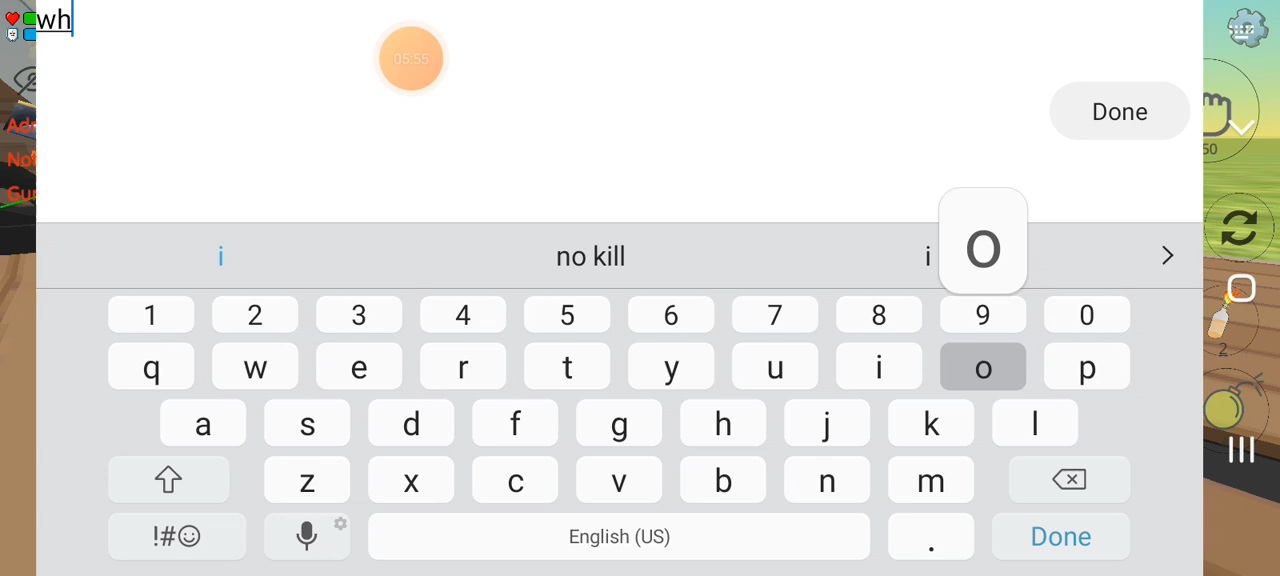 wh
05:55
Done
50
i
no kill
i
o
1 2 3 4 5 6 7 8 9 0
q w e r t y u i o p
a s d f g h j k l
z x c v b n m
!#☺ English (US) . Done
2